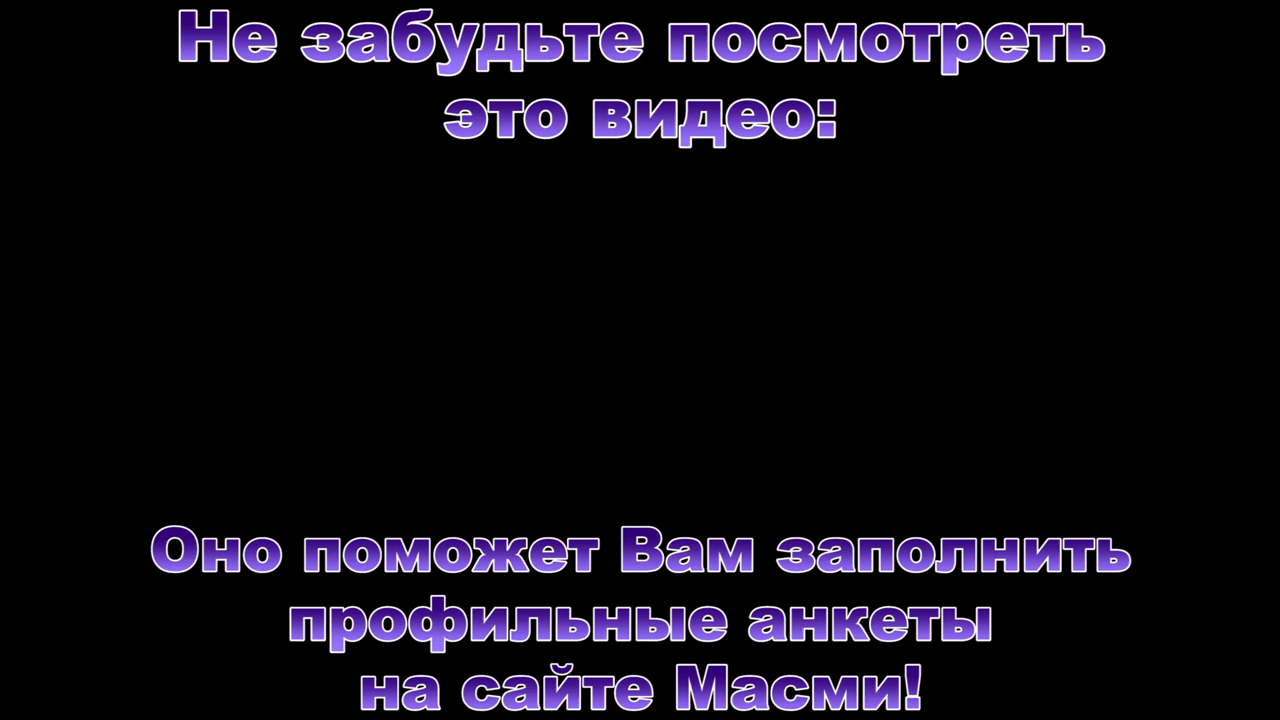 Не забудьте посмотреть
это видео:
Оно поможет Вам заполнить
профильные анкеты
на сайте Масми!